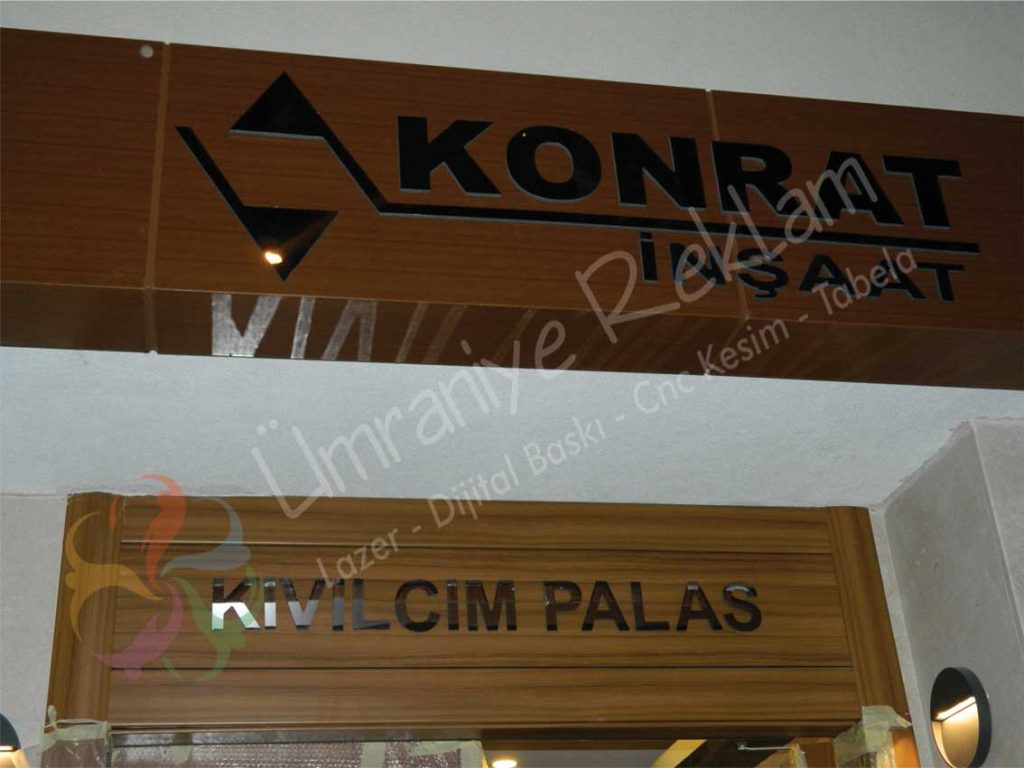 KONRAT
İNŞAAT
Ümraniye Reklam
Lazer - Dijital Baskı - Cnc Kesim - Tabela
KIVILCIM PALAS